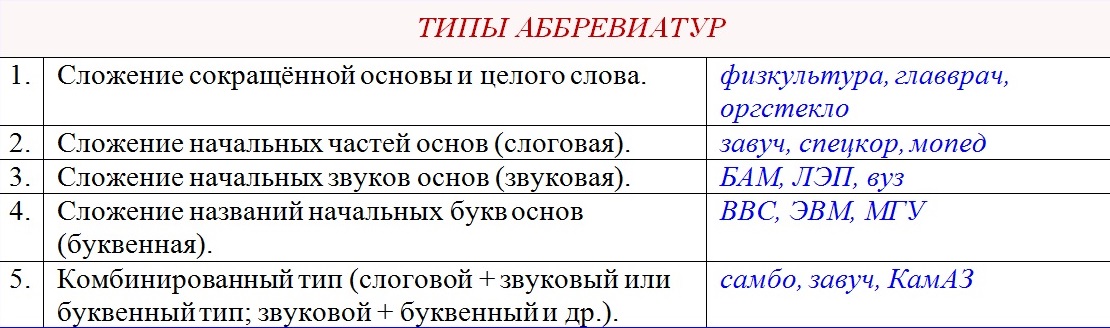 ТИПЫ АББРЕВИАТУР
1. Сложение сокращённой основы и целого слова. физкультура, главврач,
оргстекло
2. Сложение начальных частей основ (слоговая). завуч, спецкор, мопед
3. Сложение начальных звуков основ (звуковая). БАМ, ЛЭП, вуз
4. Сложение названий начальных букв основ ВВС, ЭВМ, МГУ
(буквенная).
5. Комбинированный тип (слоговой + звуковый или самбо, завуч, КамАЗ
буквенный тип; звуковой + буквенный и др.).